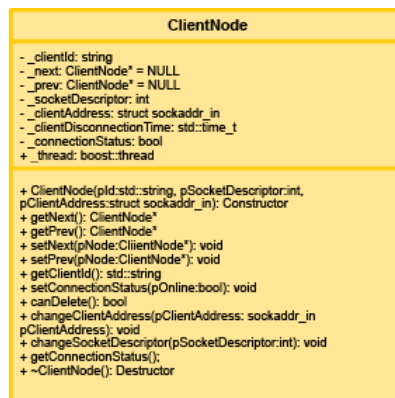 ClientNode
- _clientId: string
- _next: ClientNode* = NULL
- _prev: ClientNode* = NULL
- _socketDescriptor: int
- _clientAddress: struct sockaddr_in
- _clientDisconnectionTime: std::time_t
- _connectionStatus: bool
+ _thread: boost::thread
+ ClientNode(pId:std::string, pSocketDescriptor:int,
pClientAddress:struct sockaddr_in): Constructor
+ getNext(): ClientNode*
+ getPrev(): ClientNode*
+ setNext(pNode:CliientNode*): void
+ setPrev(pNode:ClientNode*): void
+ getClientId(): std::string
+ setConnectionStatus(pOnline:bool): void
+ canDelete(): bool
+ changeClientAddress(pClientAddress: sockaddr_in
pClientAddress): void
+ changeSocketDescriptor(pSocketDescriptor:int): void
+ getConnectionStatus();
+ ~ClientNode(): Destructor